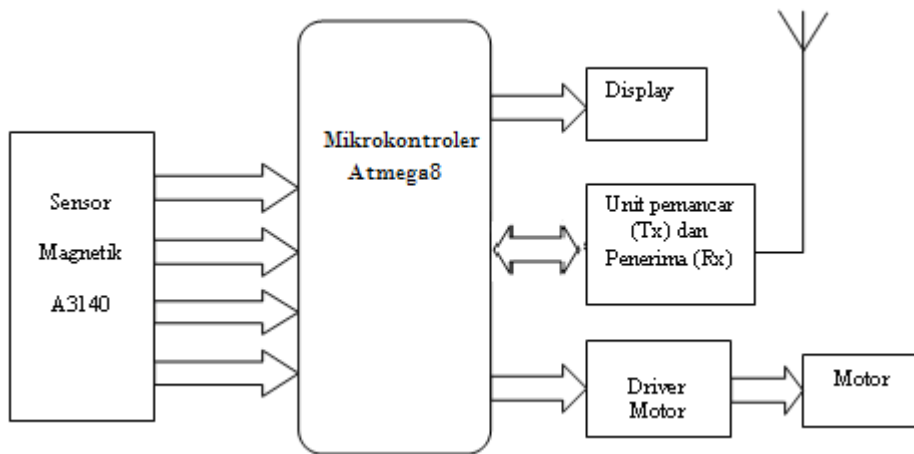 Sensor
Magnetik
A3140
Mikrokontroler
Atmega8
Display
Unit pemancar
(Tx) dan
Penerima (Rx)
Driver
Motor
Motor